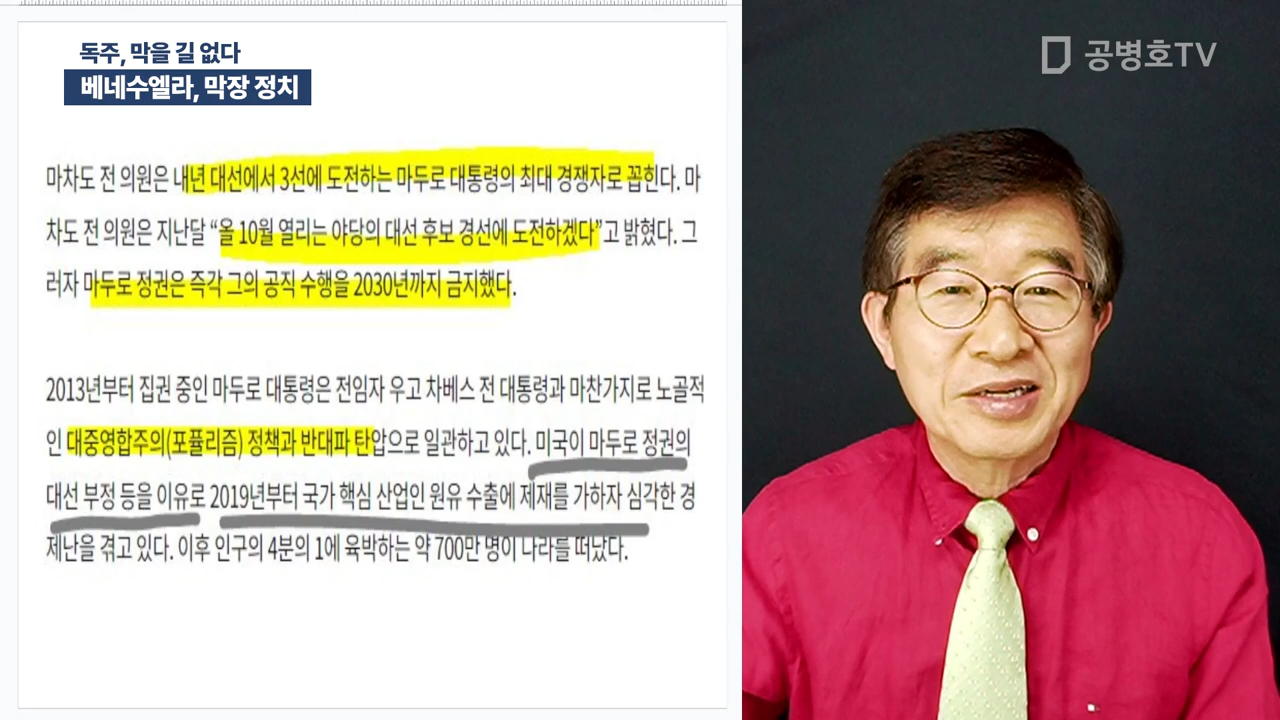 독주, 막을 길 없다
베네수엘라, 막장 정치
공병호TV
마차도 전 의원은 내년 대선에서 3선에 도전하는 마두로 대통령의 최대 경쟁자로 꼽힌다. 마
차도 전 의원은 지난달 “올 10월 열리는 야당의 대선 후보 경선에 도전하겠다”고 밝혔다. 그
러자 마두로 정권은 즉각 그의 공직 수행을 2030년까지 금지했다.
2013년부터 집권 중인 마두로 대통령은 전임자 우고 차베스 전 대통령과 마찬가지로 노골적
인 대중영합주의(포퓰리즘) 정책과 반대파 탄압으로 일관하고 있다. 미국이 마두로 정권의
대선 부정 등을 이유로 2019년부터 국가 핵심 산업인 원유 수출에 제재를 가하자 심각한 경
제난을 겪고 있다. 이후 인구의 4분의 1에 육박하는 약 700만 명이 나라를 떠났다.